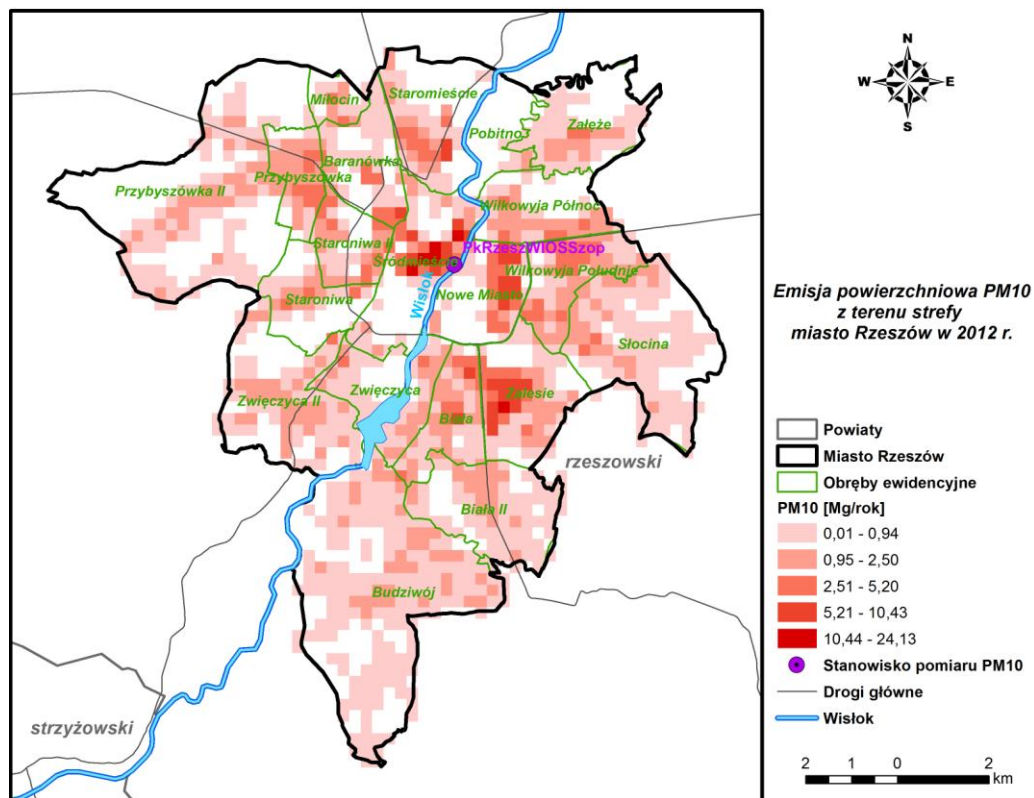 Miłocin
Staromieście
Pobitno
Załęże
Baranówka
Przybyszówka II
Przybyszówka
Wilkowyja Północ
Staroniwa II
PkRzeszWIOSSzop
Śródmieście
Wilkowyja Południe
Staroniwa
Nowe Miasto
Wisłok
Słocina
Zwięczyca
Zwięczyca II
Biała
Zalesie
rzeszowski
Biała II
Budziwój
strzyżowski
N
W E
S
Emisja powierzchniowa PM10
z terenu strefy
miasto Rzeszów w 2012 r.
Powiaty
Miasto Rzeszów
Obręby ewidencyjne
PM10 [Mg/rok]
0,01 - 0,94
0,95 - 2,50
2,51 - 5,20
5,21 - 10,43
10,44 - 24,13
Stanowisko pomiaru PM10
Drogi główne
Wisłok
2 1 0 2
km